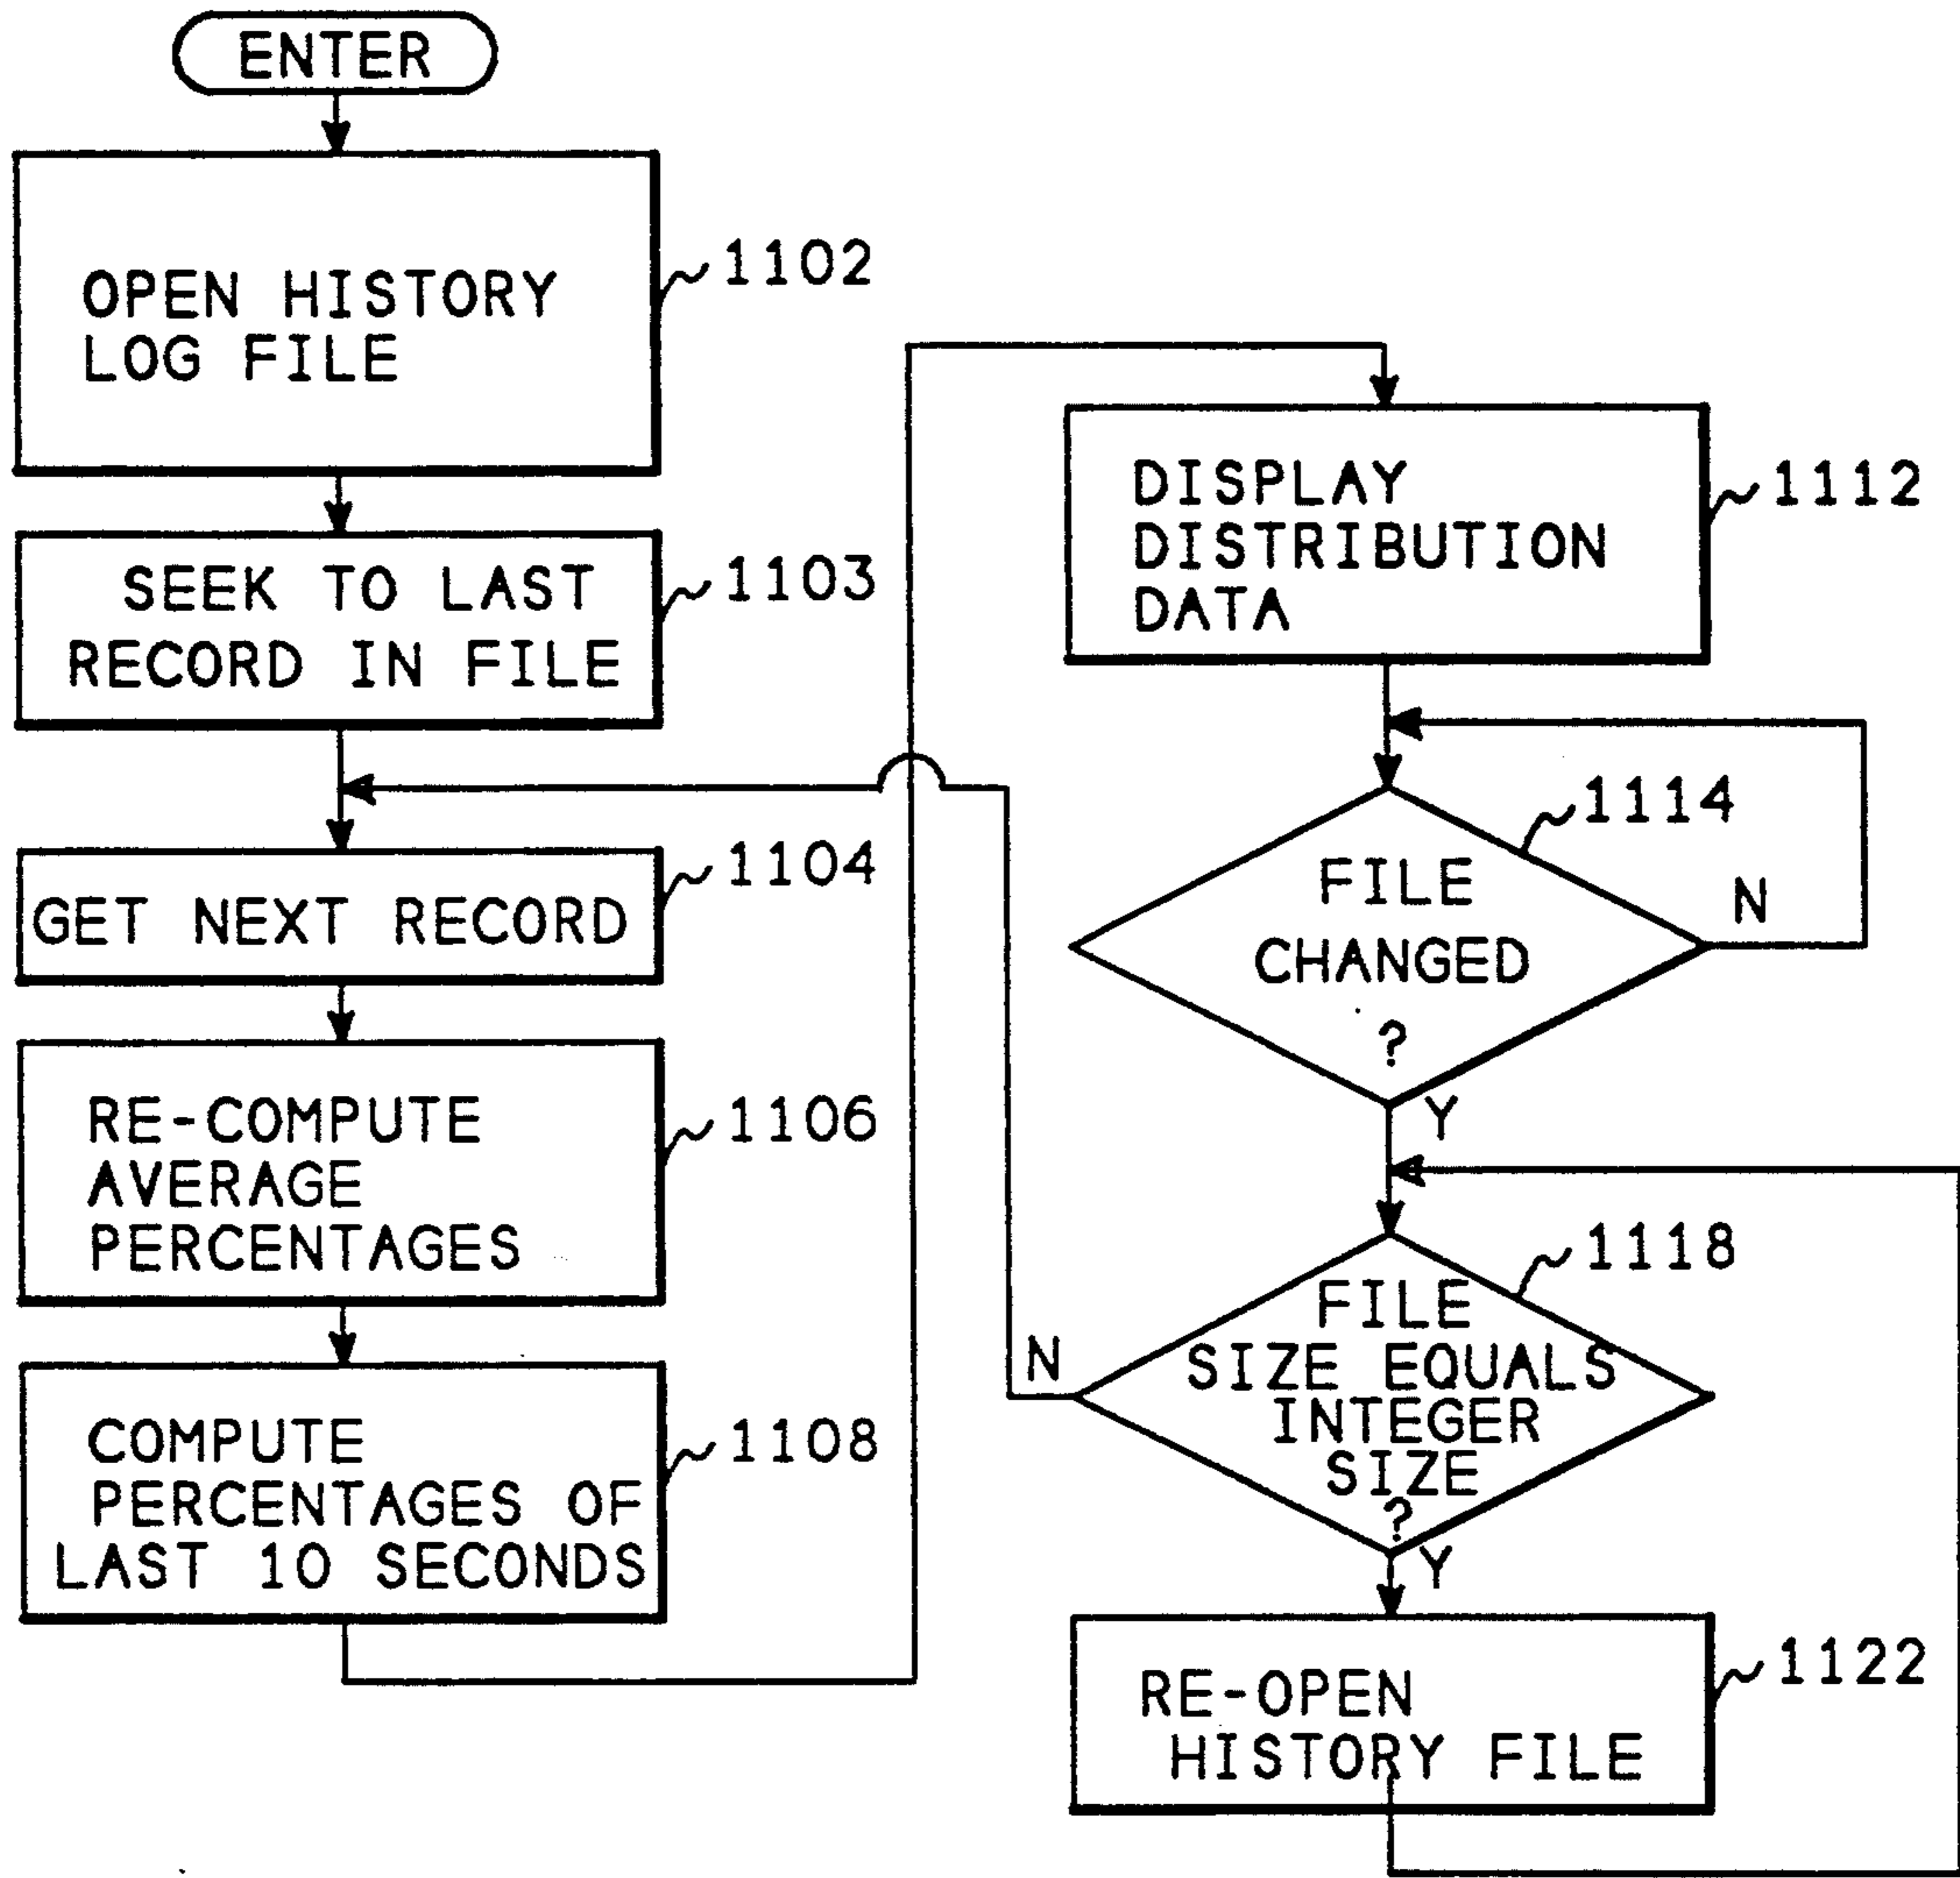 ENTER
OPEN HISTORY
LOG FILE
1102
SEEK TO LAST
RECORD IN FILE
1103
GET NEXT RECORD
1104
RE-COMPUTE
AVERAGE
PERCENTAGES
1106
COMPUTE
PERCENTAGES OF
LAST 10 SECONDS
1108
DISPLAY
DISTRIBUTION
DATA
1112
FILE
CHANGED
?
1114
N
Y
FILE
SIZE EQUALS
INTEGER
SIZE
?
1118
N
Y
RE-OPEN
HISTORY FILE
1122